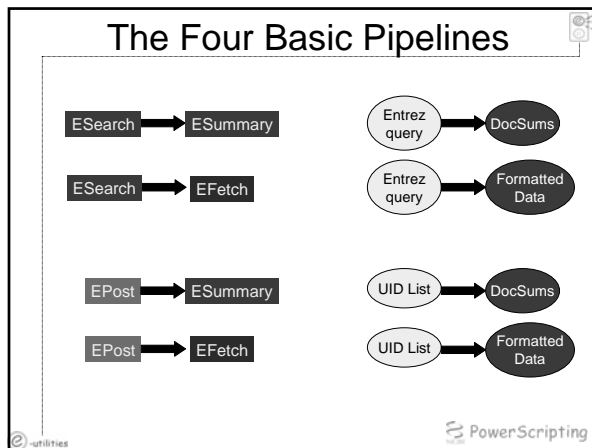 The Four Basic Pipelines
ESearch ESummary Entrez query DocSums
ESearch EFetch Entrez query Formatted Data
EPost ESummary UID List DocSums
EPost EFetch UID List Formatted Data
e -utilities
NCBI PowerScripting